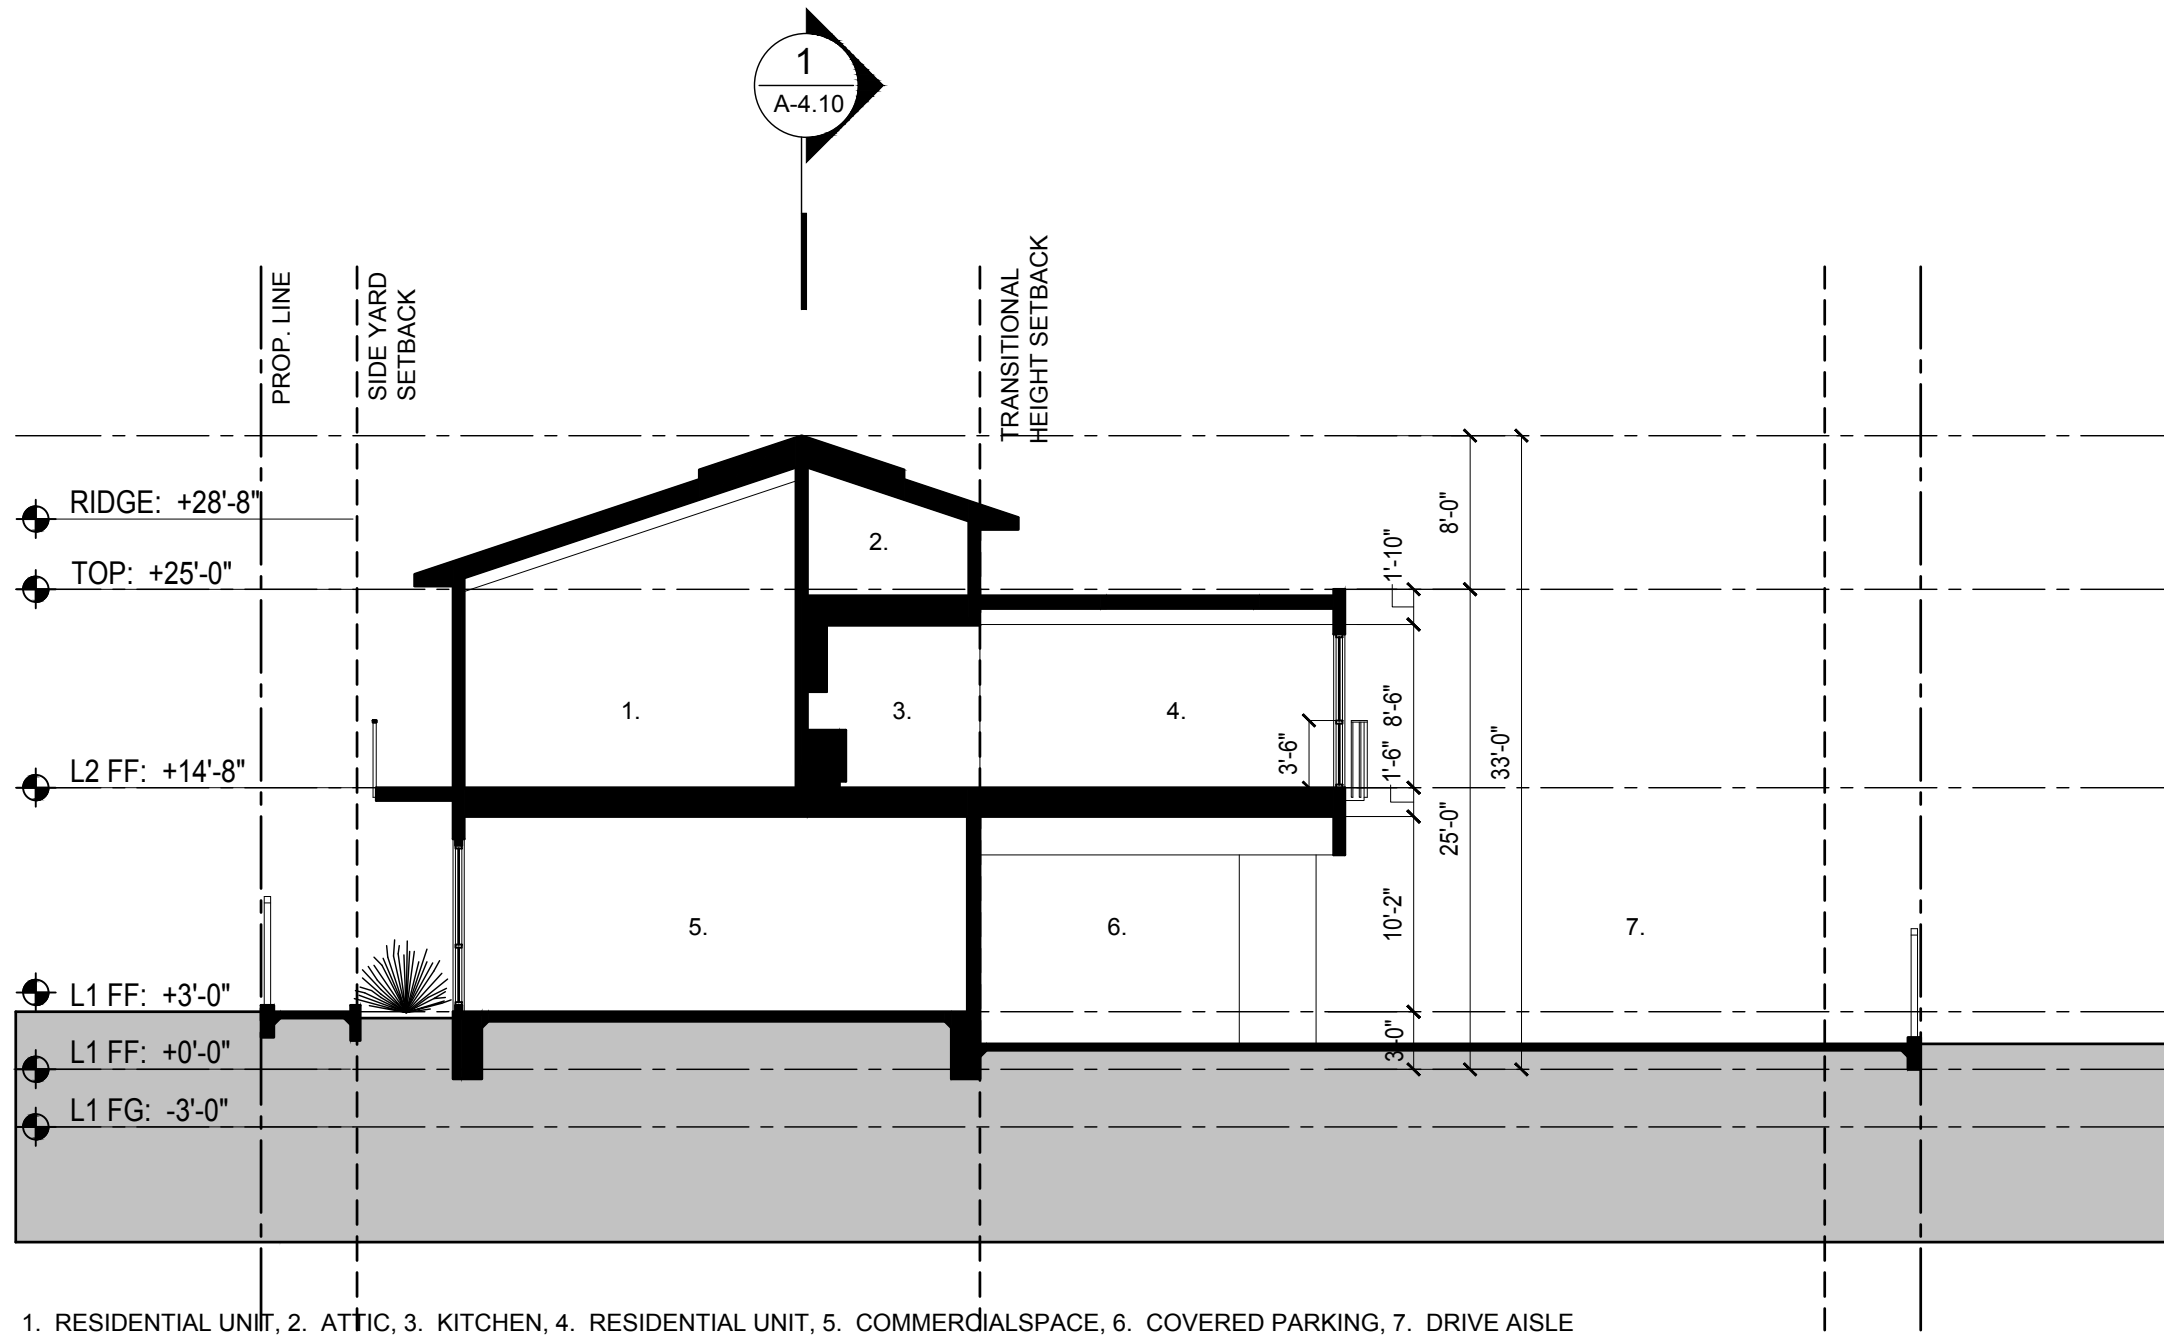 1
A-4.10
PROP. LINE
SIDE YARD
SETBACK
TRANSITIONAL
HEIGHT SETBACK
RIDGE: +28'-8"
TOP: +25'-0"
L2 FF: +14'-8"
L1 FF: +3'-0"
L1 FF: +0'-0"
L1 FG: -3'-0"
2.
1.
3.
4.
5.
6.
7.
8'-0"
1'-10"
8'-6"
3'-6"
1'-6"
33'-0"
25'-0"
10'-2"
3'-0"
1. RESIDENTIAL UNIT, 2. ATTIC, 3. KITCHEN, 4. RESIDENTIAL UNIT, 5. COMMERCIALSPACE, 6. COVERED PARKING, 7. DRIVE AISLE